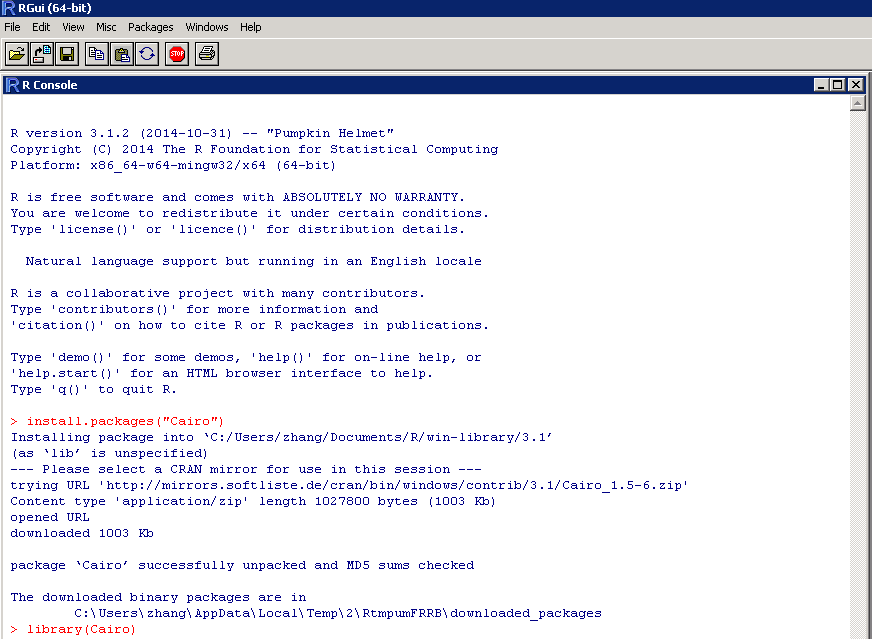 RGui (64-bit)
File Edit View Misc Packages Windows Help
STOP
R Console
R version 3.1.2 (2014-10-31) -- "Pumpkin Helmet"
Copyright (C) 2014 The R Foundation for Statistical Computing
Platform: x86_64-w64-mingw32/x64 (64-bit)
R is free software and comes with ABSOLUTELY NO WARRANTY.
You are welcome to redistribute it under certain conditions.
Type 'license()' or 'licence()' for distribution details.
Natural language support but running in an English locale
R is a collaborative project with many contributors.
Type 'contributors()' for more information and
'citation()' on how to cite R or R packages in publications.
Type 'demo()' for some demos, 'help()' for on-line help, or
'help.start()' for an HTML browser interface to help.
Type 'q()' to quit R.
> install.packages("Cairo")
Installing package into ‘C:/Users/zhang/Documents/R/win-library/3.1’
(as ‘lib’ is unspecified)
--- Please select a CRAN mirror for use in this session ---
trying URL 'http://mirrors.softliste.de/cran/bin/windows/contrib/3.1/Cairo_1.5-6.zip'
Content type 'application/zip' length 1027800 bytes (1003 Kb)
opened URL
downloaded 1003 Kb
package ‘Cairo’ successfully unpacked and MD5 sums checked
The downloaded binary packages are in
C:\Users\zhang\AppData\Local\Temp\2\RtmpumFRRB\downloaded_packages
> library(Cairo)